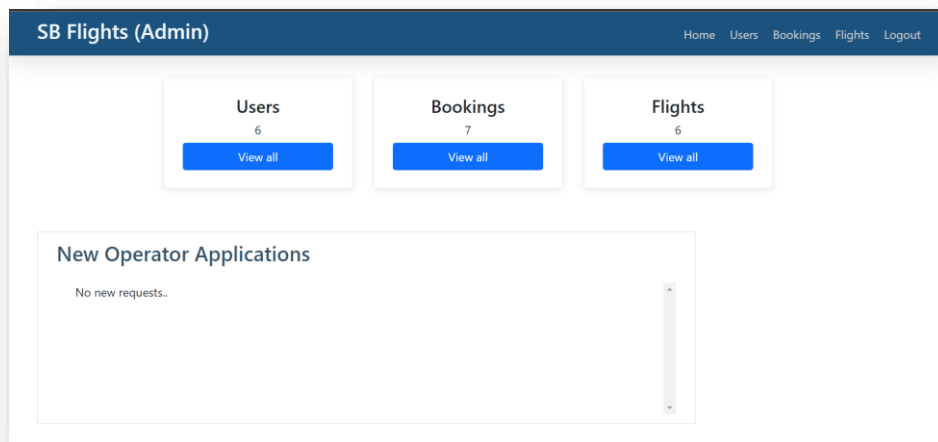 SB Flights (Admin)
Home Users Bookings Flights Logout
Users
6
View all
Bookings
7
View all
Flights
6
View all
New Operator Applications
No new requests..